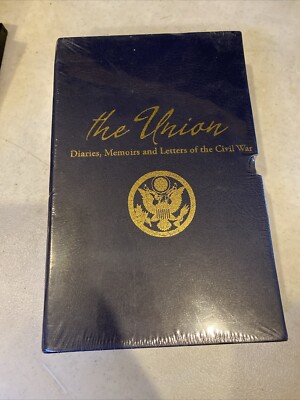 the Union
Diaries, Memoirs and Letters of the Civil War